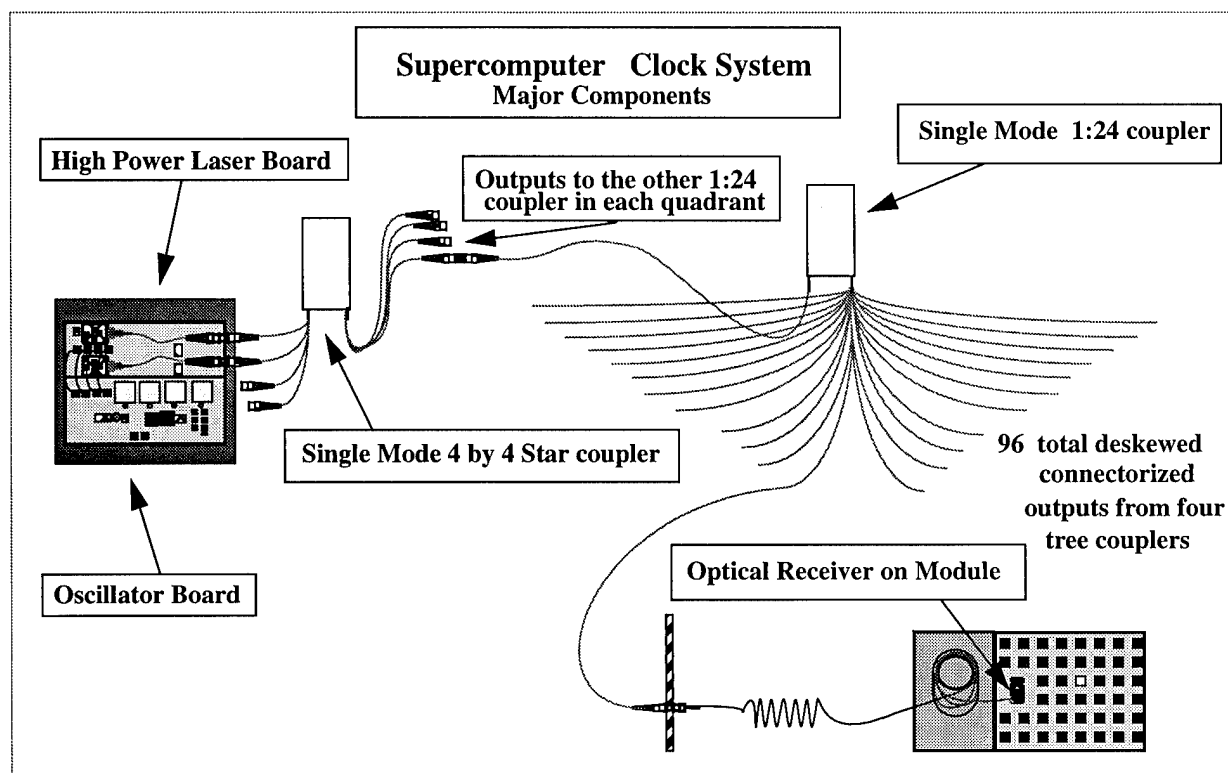 Supercomputer Clock System
Major Components
High Power Laser Board
Outputs to the other 1:24
coupler in each quadrant
Single Mode 1:24 coupler
Single Mode 4 by 4 Star coupler
96 total deskewed
connectorized
outputs from four
tree couplers
Optical Receiver on Module
Oscillator Board